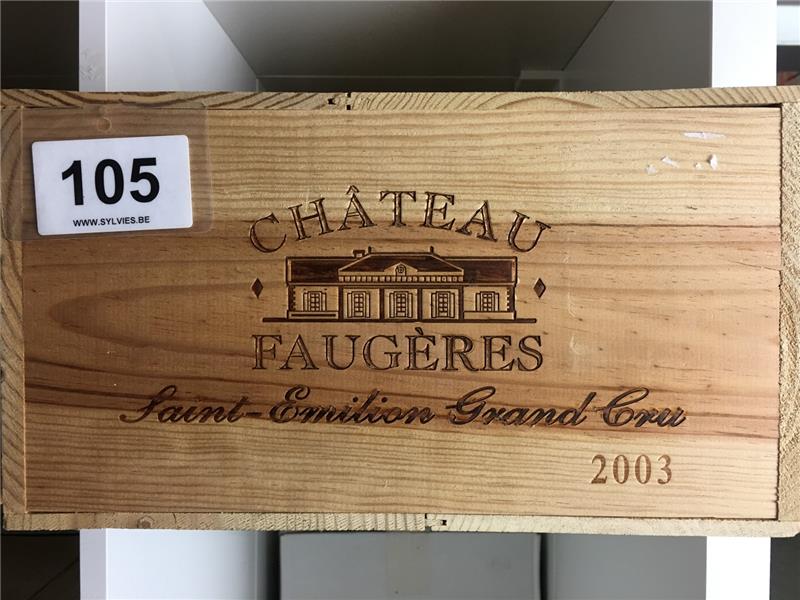 105
WWW.SYLVIES.BE
CHÂTEAU
FAUGÈRES
Saint-Emilion Grand Cru
2003